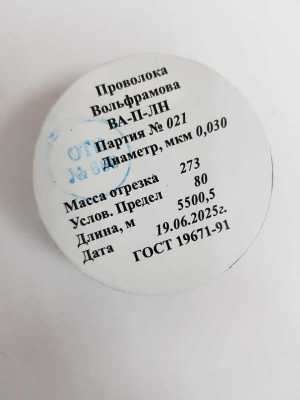 Проволока
Вольфрамова
ВА-П-ЛН
Партия № 021
Диаметр, мкм 0,030
Масса отрезка 273
Услов. Предел 80
Длина, м 5500,5
Дата 19.06.2025г.
ГОСТ 19671-91
ОТК